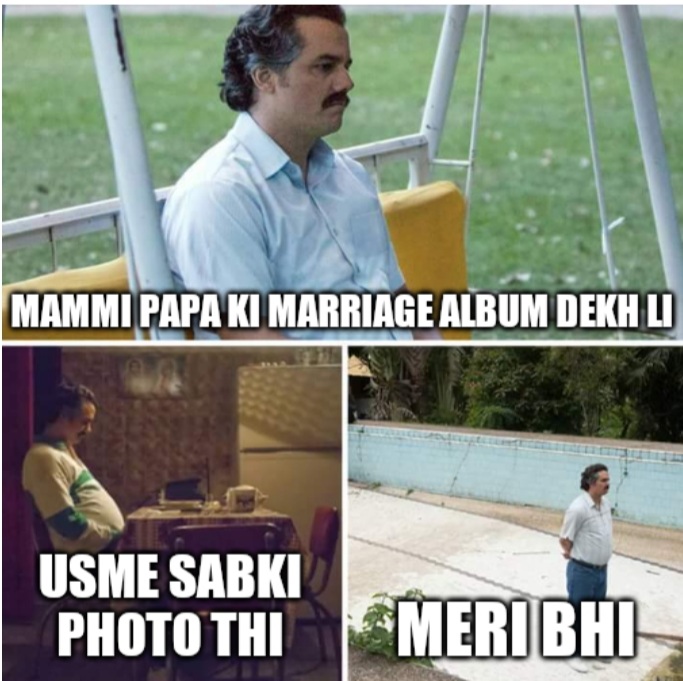 MAMMI PAPA KI MARRIAGE ALBUM DEKH LI
USME SABKI
PHOTO THI
MERI BHI